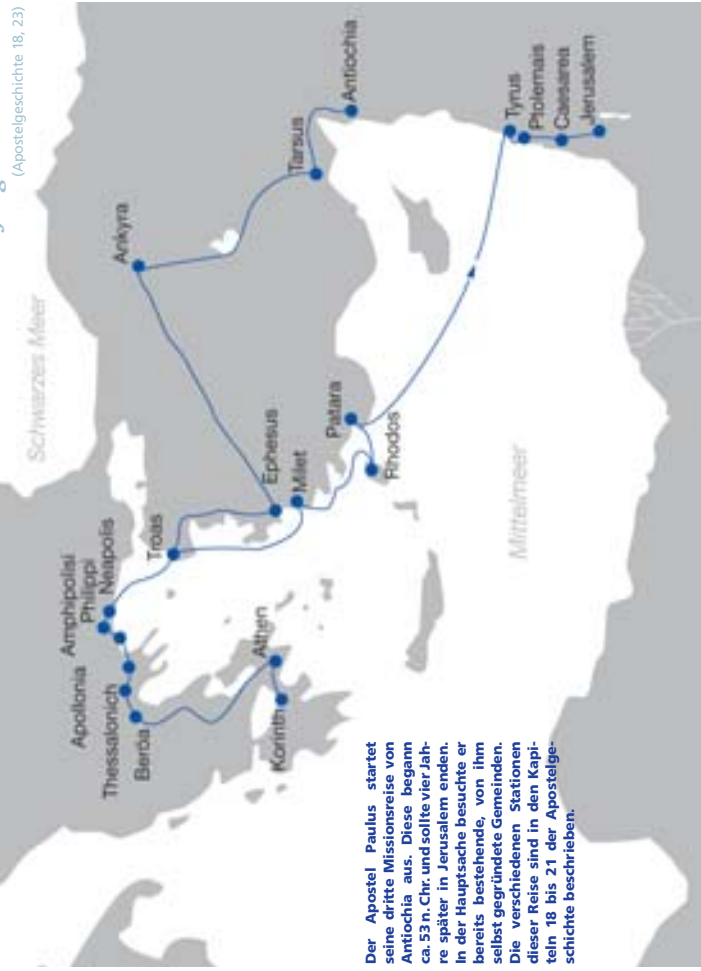 (Apostelgeschichte 18, 23)
Schwarzes Meer
Apollonia
Amphipolisi
Philippi
Neapolis
Thessalonich
Beröa
Ankyra
Troas
Ephesus
Milet
Athen
Korinth
Tarsus
Antiochia
Patara
Rhodos
Der Apostel Paulus startet
seine dritte Missionsreise von
Antiochia aus. Diese begann
ca. 53 n. Chr. und sollte vier Jah-
re später in Jerusalem enden.
In der Hauptsache besuchte er
bereits bestehende, von ihm
selbst gegründete Gemeinden.
Die verschiedenen Stationen
dieser Reise sind in den Kapi-
teln 18 bis 21 der Apostelge-
schichte beschrieben.
Mittelmeer
Tyrus
Ptolemais
Caesarea
Jerusalem